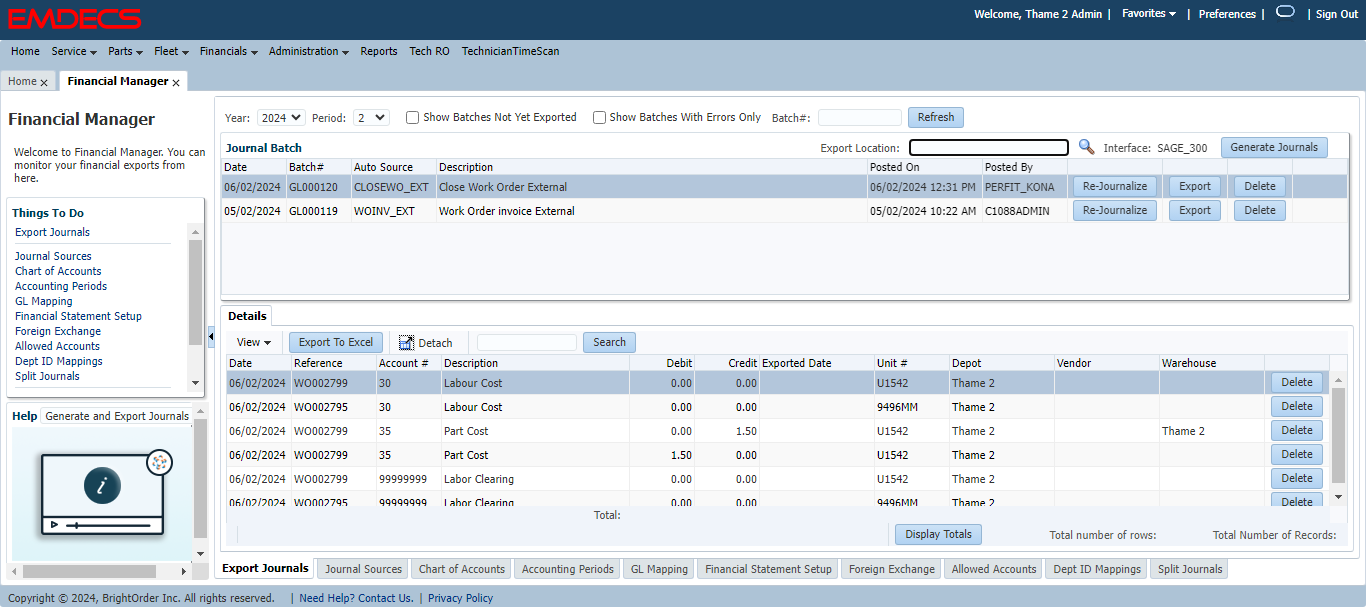 EMDECS
Welcome, Thame 2 Admin | Favorites | Preferences | | Sign Out
Home Service Parts Fleet Financials Administration Reports Tech RO TechnicianTimeScan
Home x Financial Manager x
Financial Manager
Welcome to Financial Manager. You can
monitor your financial exports from
here.
Things To Do
Export Journals
Journal Sources
Chart of Accounts
Accounting Periods
GL Mapping
Financial Statement Setup
Foreign Exchange
Allowed Accounts
Dept ID Mappings
Split Journals
Help Generate and Export Journals
i
Year: 2024 Period: 2 Show Batches Not Yet Exported Show Batches With Errors Only Batch#: Refresh
Journal Batch Export Location: Interface: SAGE_300 Generate Journals
Date Batch# Auto Source Description Posted On Posted By
06/02/2024 GL000120 CLOSEWO_EXT Close Work Order External 06/02/2024 12:31 PM PERFIT_KONA Re-Journalize Export Delete
05/02/2024 GL000119 WOINV_EXT Work Order invoice External 05/02/2024 10:22 AM C1088ADMIN Re-Journalize Export Delete
Details
View Export To Excel Detach Search
Date Reference Account # Description Debit Credit Exported Date Unit # Depot Vendor Warehouse
06/02/2024 WO002799 30 Labour Cost 0.00 0.00 U1542 Thame 2 Delete
06/02/2024 WO002795 30 Labour Cost 0.00 0.00 9496MM Thame 2 Delete
06/02/2024 WO002799 35 Part Cost 0.00 1.50 U1542 Thame 2 Thame 2 Delete
06/02/2024 WO002799 35 Part Cost 1.50 0.00 U1542 Thame 2 Delete
06/02/2024 WO002799 99999999 Labor Clearing 0.00 0.00 U1542 Thame 2 Delete
06/02/2024 WO002795 99999999 Labor Clearing 0.00 0.00 9496MM Thame 2 Delete
Total:
Display Totals Total number of rows: Total Number of Records:
Export Journals Journal Sources Chart of Accounts Accounting Periods GL Mapping Financial Statement Setup Foreign Exchange Allowed Accounts Dept ID Mappings Split Journals
Copyright © 2024, BrightOrder Inc. All rights reserved. | Need Help? Contact Us. | Privacy Policy